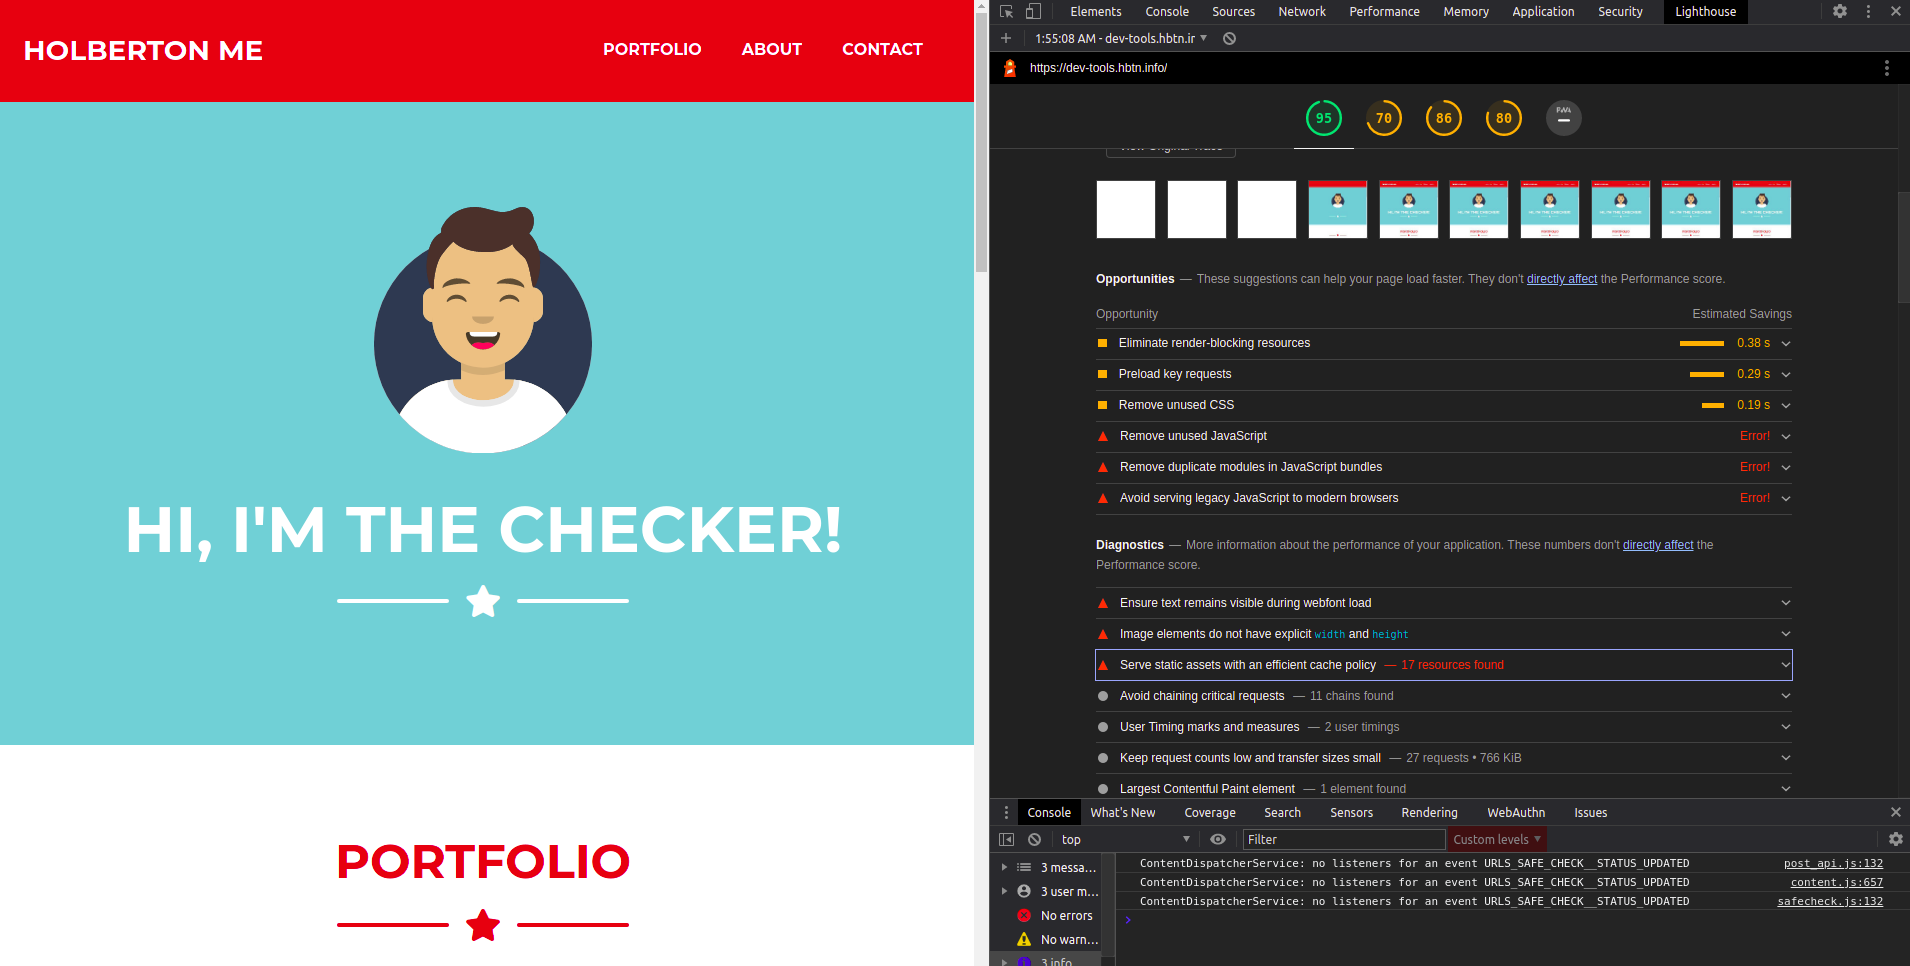 HOLBERTON ME
PORTFOLIO ABOUT CONTACT
HI, I'M THE CHECKER!
PORTFOLIO
Elements Console Sources Network Performance Memory Application Security Lighthouse
1:55:08 AM - dev-tools.hbtn.ir
https://dev-tools.hbtn.info/
95 70 86 80 PWA
View Original Trace
Opportunities — These suggestions can help your page load faster. They don't directly affect the Performance score.
Opportunity Estimated Savings
Eliminate render-blocking resources 0.38 s
Preload key requests 0.29 s
Remove unused CSS 0.19 s
Remove unused JavaScript Error!
Remove duplicate modules in JavaScript bundles Error!
Avoid serving legacy JavaScript to modern browsers Error!
Diagnostics — More information about the performance of your application. These numbers don't directly affect the
Performance score.
Ensure text remains visible during webfont load
Image elements do not have explicit width and height
Serve static assets with an efficient cache policy — 17 resources found
Avoid chaining critical requests — 11 chains found
User Timing marks and measures — 2 user timings
Keep request counts low and transfer sizes small — 27 requests • 766 KiB
Largest Contentful Paint element — 1 element found
Console What's New Coverage Search Sensors Rendering WebAuthn Issues
top Filter Custom levels
3 messa...
3 user m...
No errors
No warn...
3 info
ContentDispatcherService: no listeners for an event URLS_SAFE_CHECK__STATUS_UPDATED post_api.js:132
ContentDispatcherService: no listeners for an event URLS_SAFE_CHECK__STATUS_UPDATED content.js:657
ContentDispatcherService: no listeners for an event URLS_SAFE_CHECK__STATUS_UPDATED safecheck.js:132